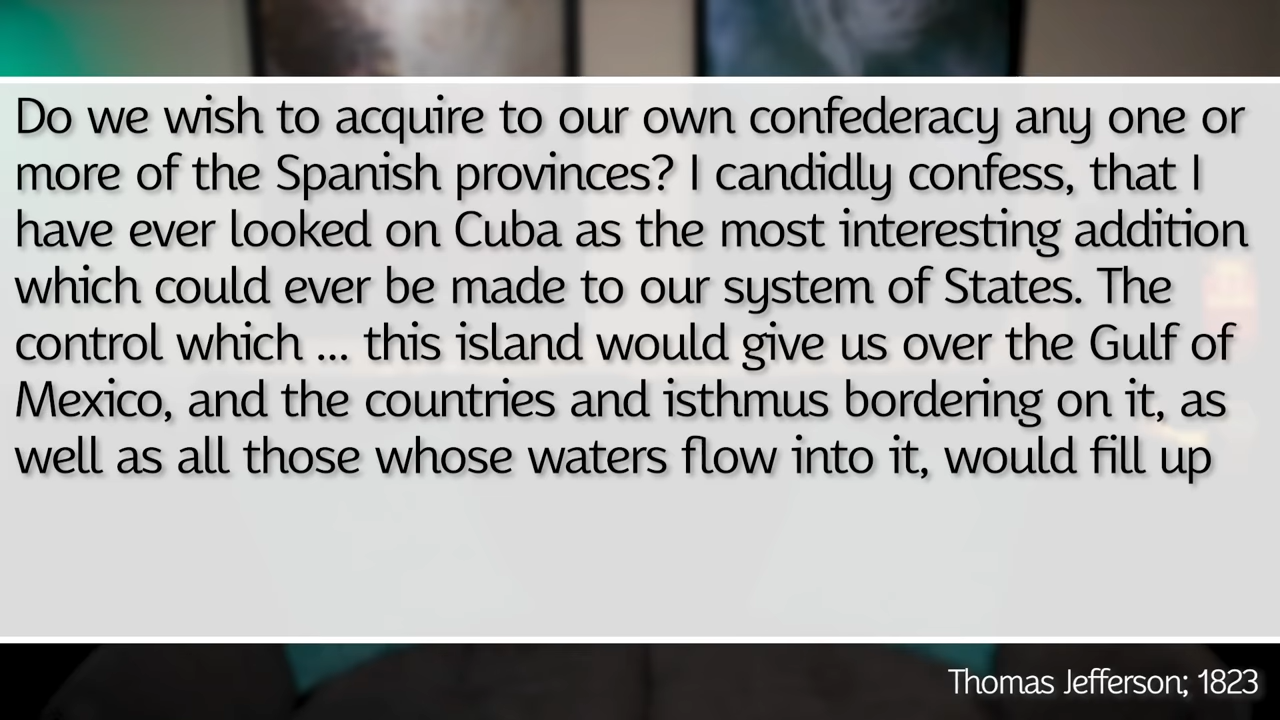 Do we wish to acquire to our own confederacy any one or
more of the Spanish provinces? I candidly confess, that I
have ever looked on Cuba as the most interesting addition
which could ever be made to our system of States. The
control which ... this island would give us over the Gulf of
Mexico, and the countries and isthmus bordering on it, as
well as all those whose waters flow into it, would fill up
Thomas Jefferson; 1823